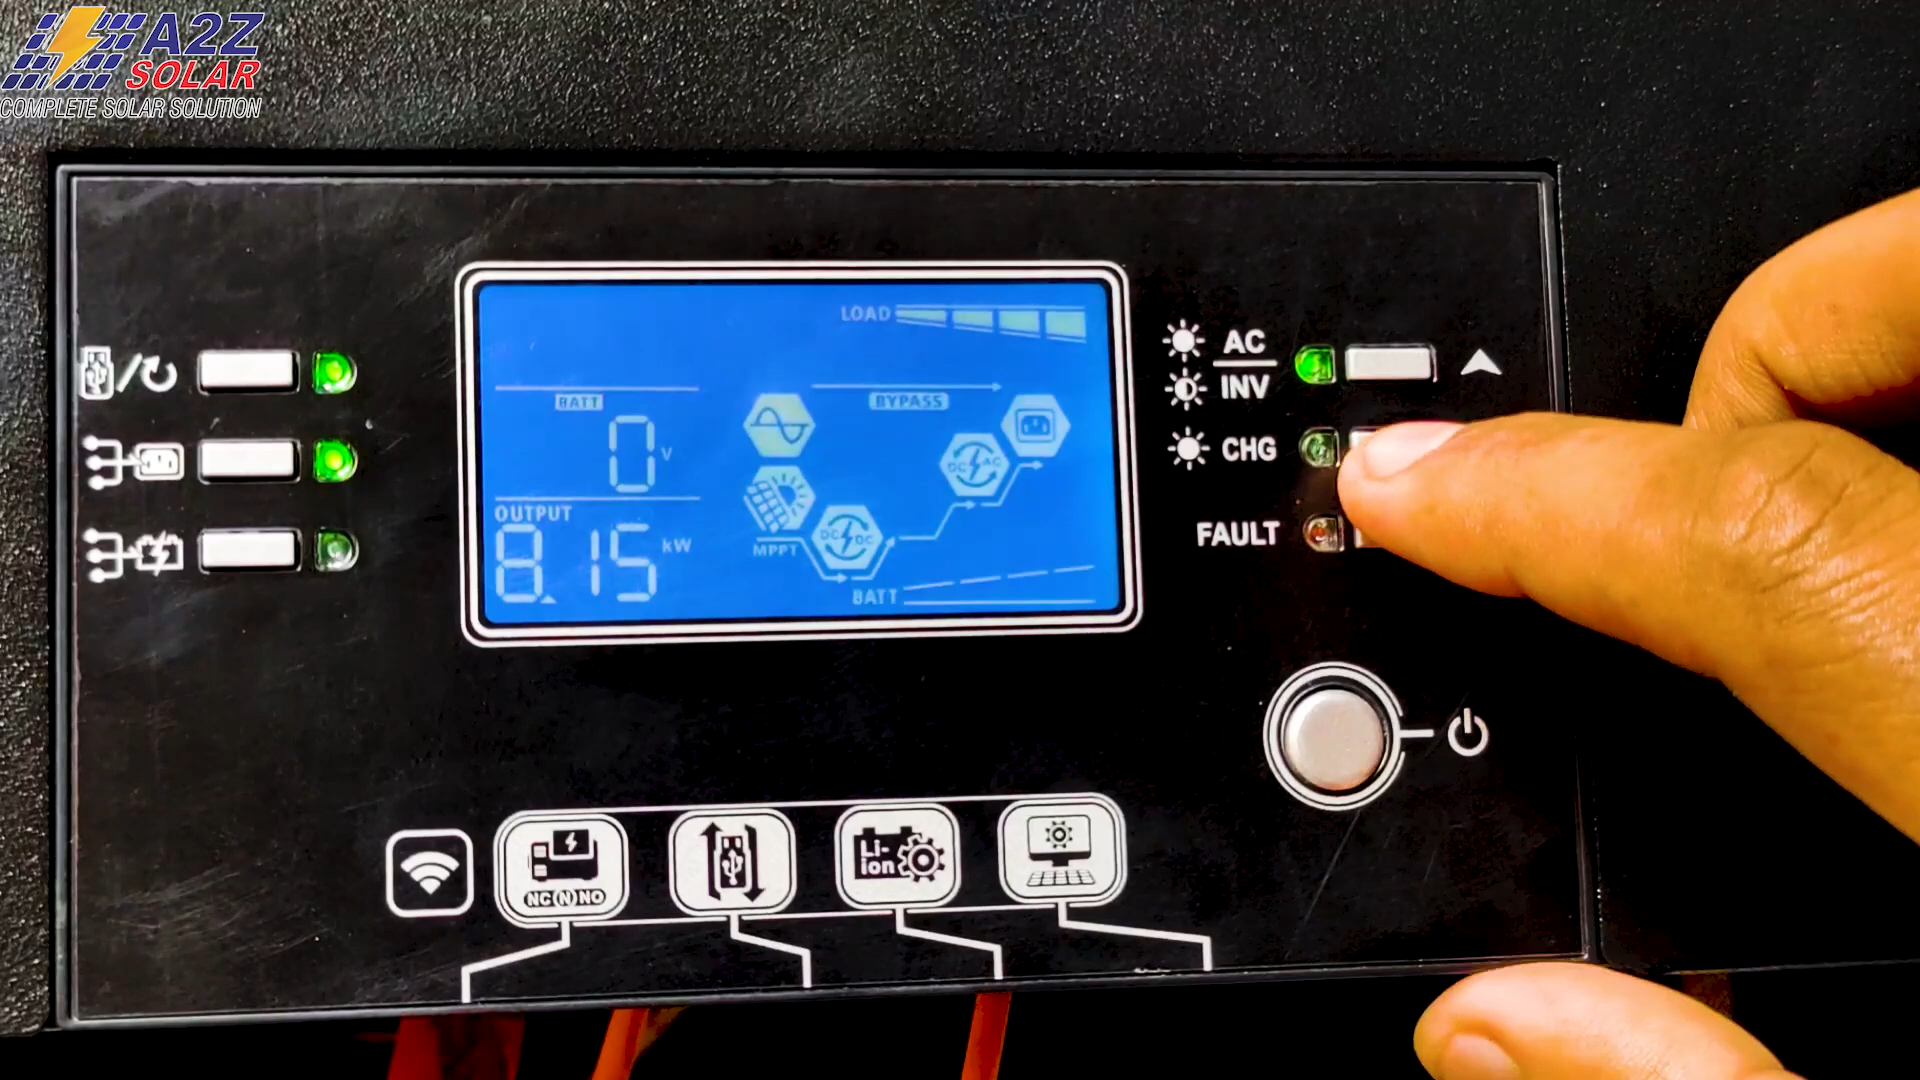 A2Z
SOLAR
COMPLETE SOLAR SOLUTION
LOAD
BATT
BYPASS
0 V
OUTPUT
8.15 kW
DC DC
DC AC
MPPT
BATT
AC
INV
CHG
FAULT
NC (N) NO
Li-
ion